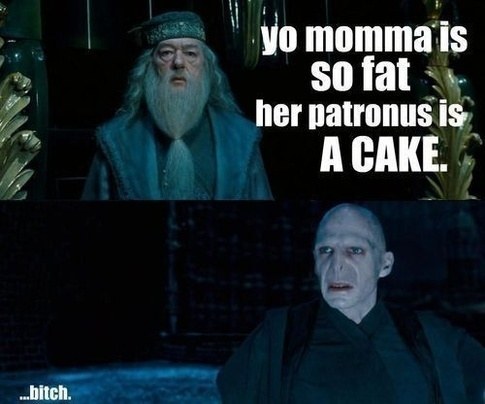 yo momma is
so fat
her patronus is
A CAKE.
...bitch.